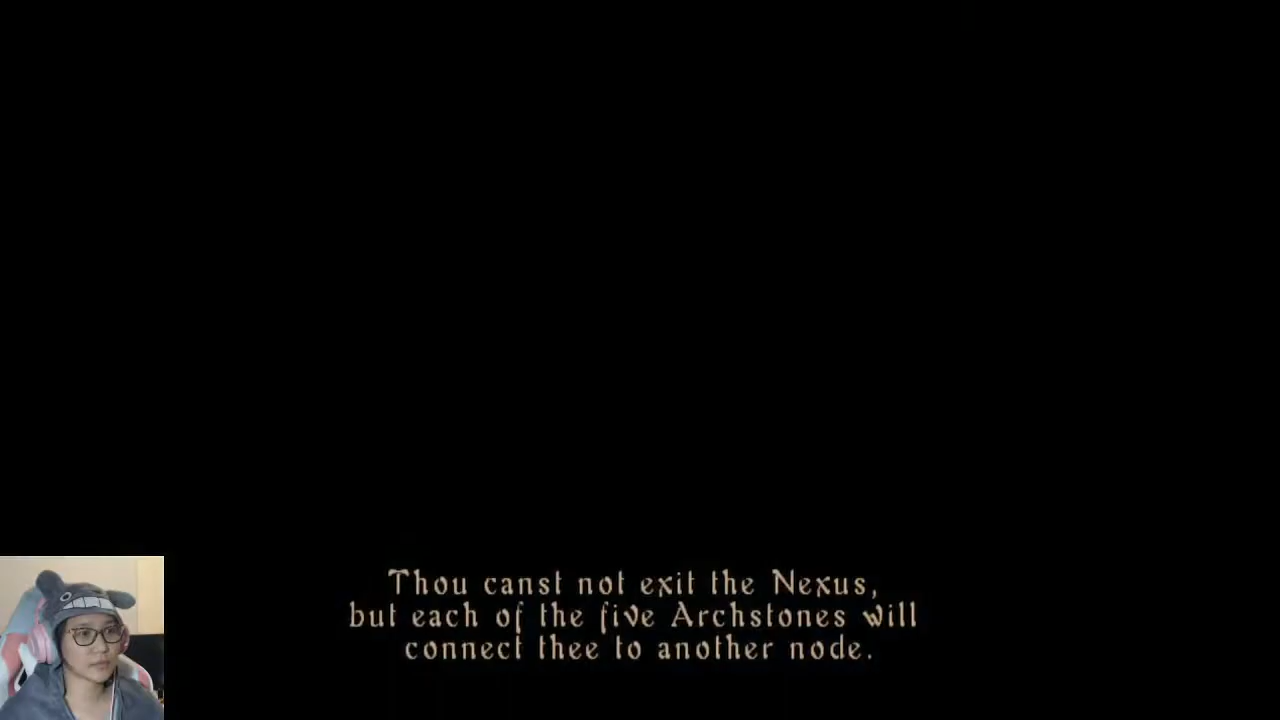 Thou canst not exit the Nexus,
but each of the five Archstones will
connect thee to another node.